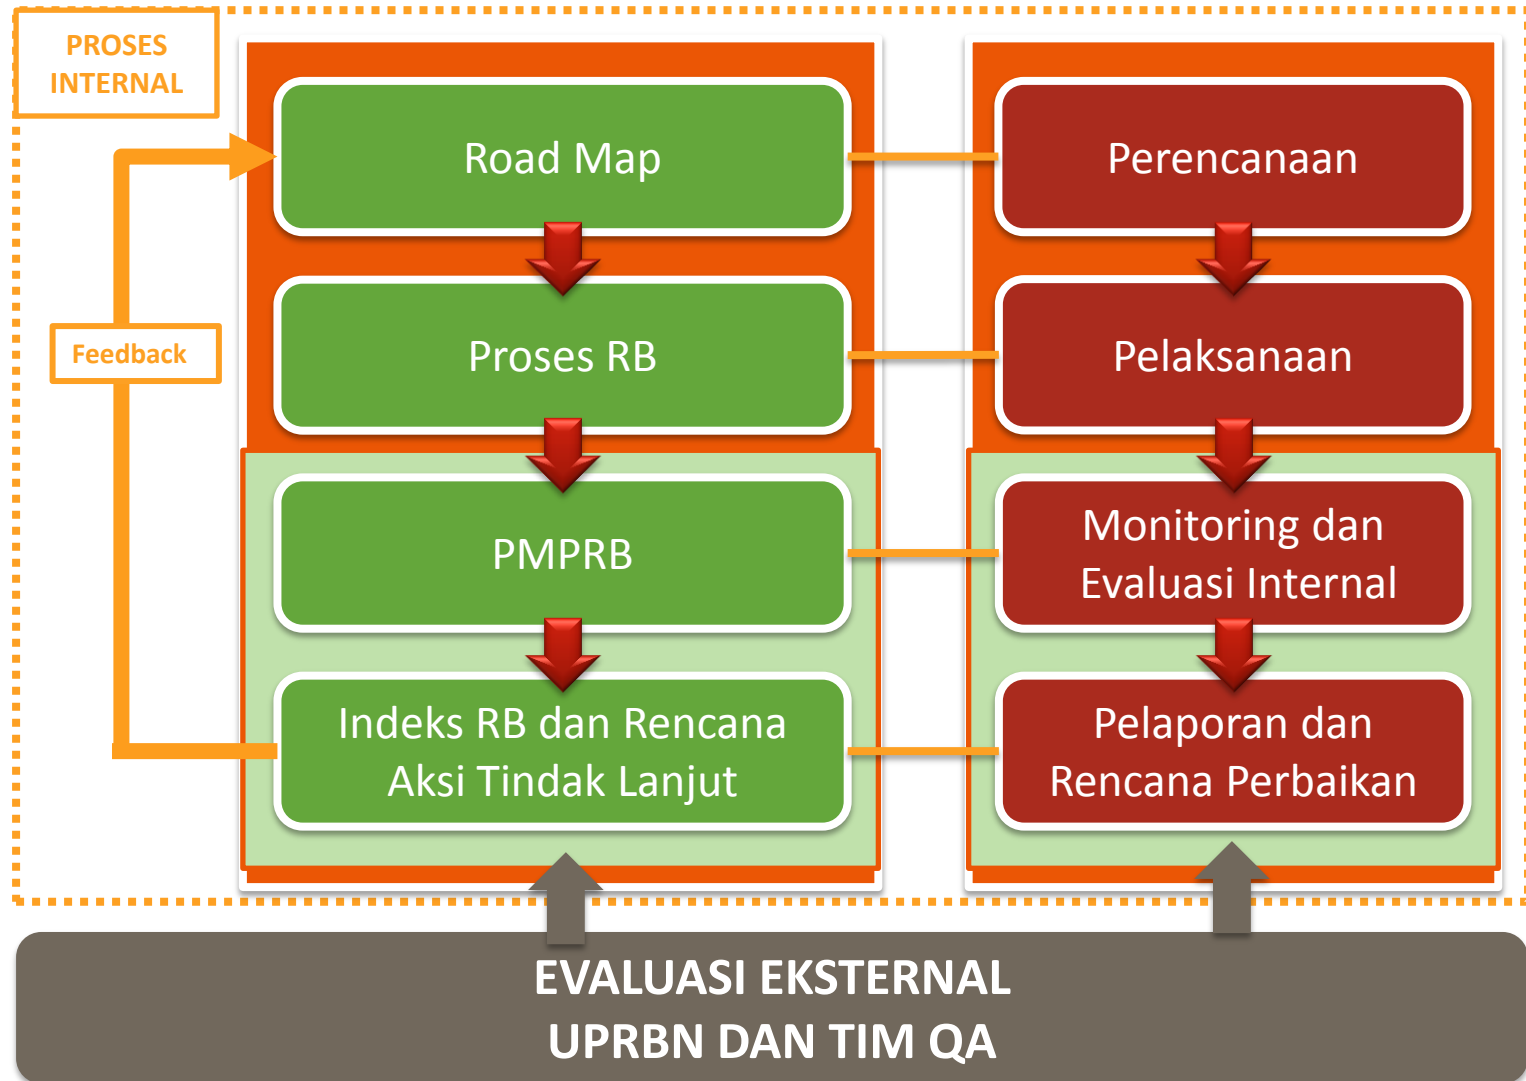 PROSES
INTERNAL
Road Map
Perencanaan
Proses RB
Pelaksanaan
Feedback
PMPRB
Monitoring dan
Evaluasi Internal
Indeks RB dan Rencana
Aksi Tindak Lanjut
Pelaporan dan
Rencana Perbaikan
EVALUASI EKSTERNAL
UPRBN DAN TIM QA